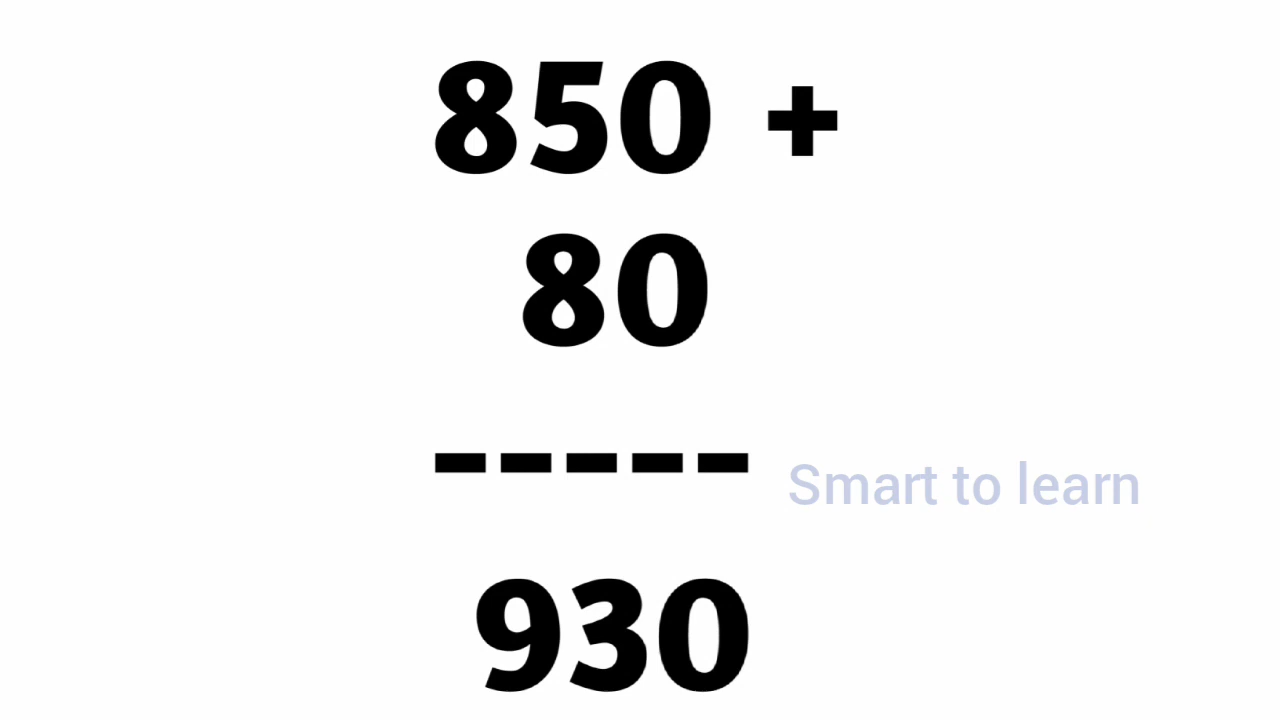 850 +
80
-----
Smart to learn
930